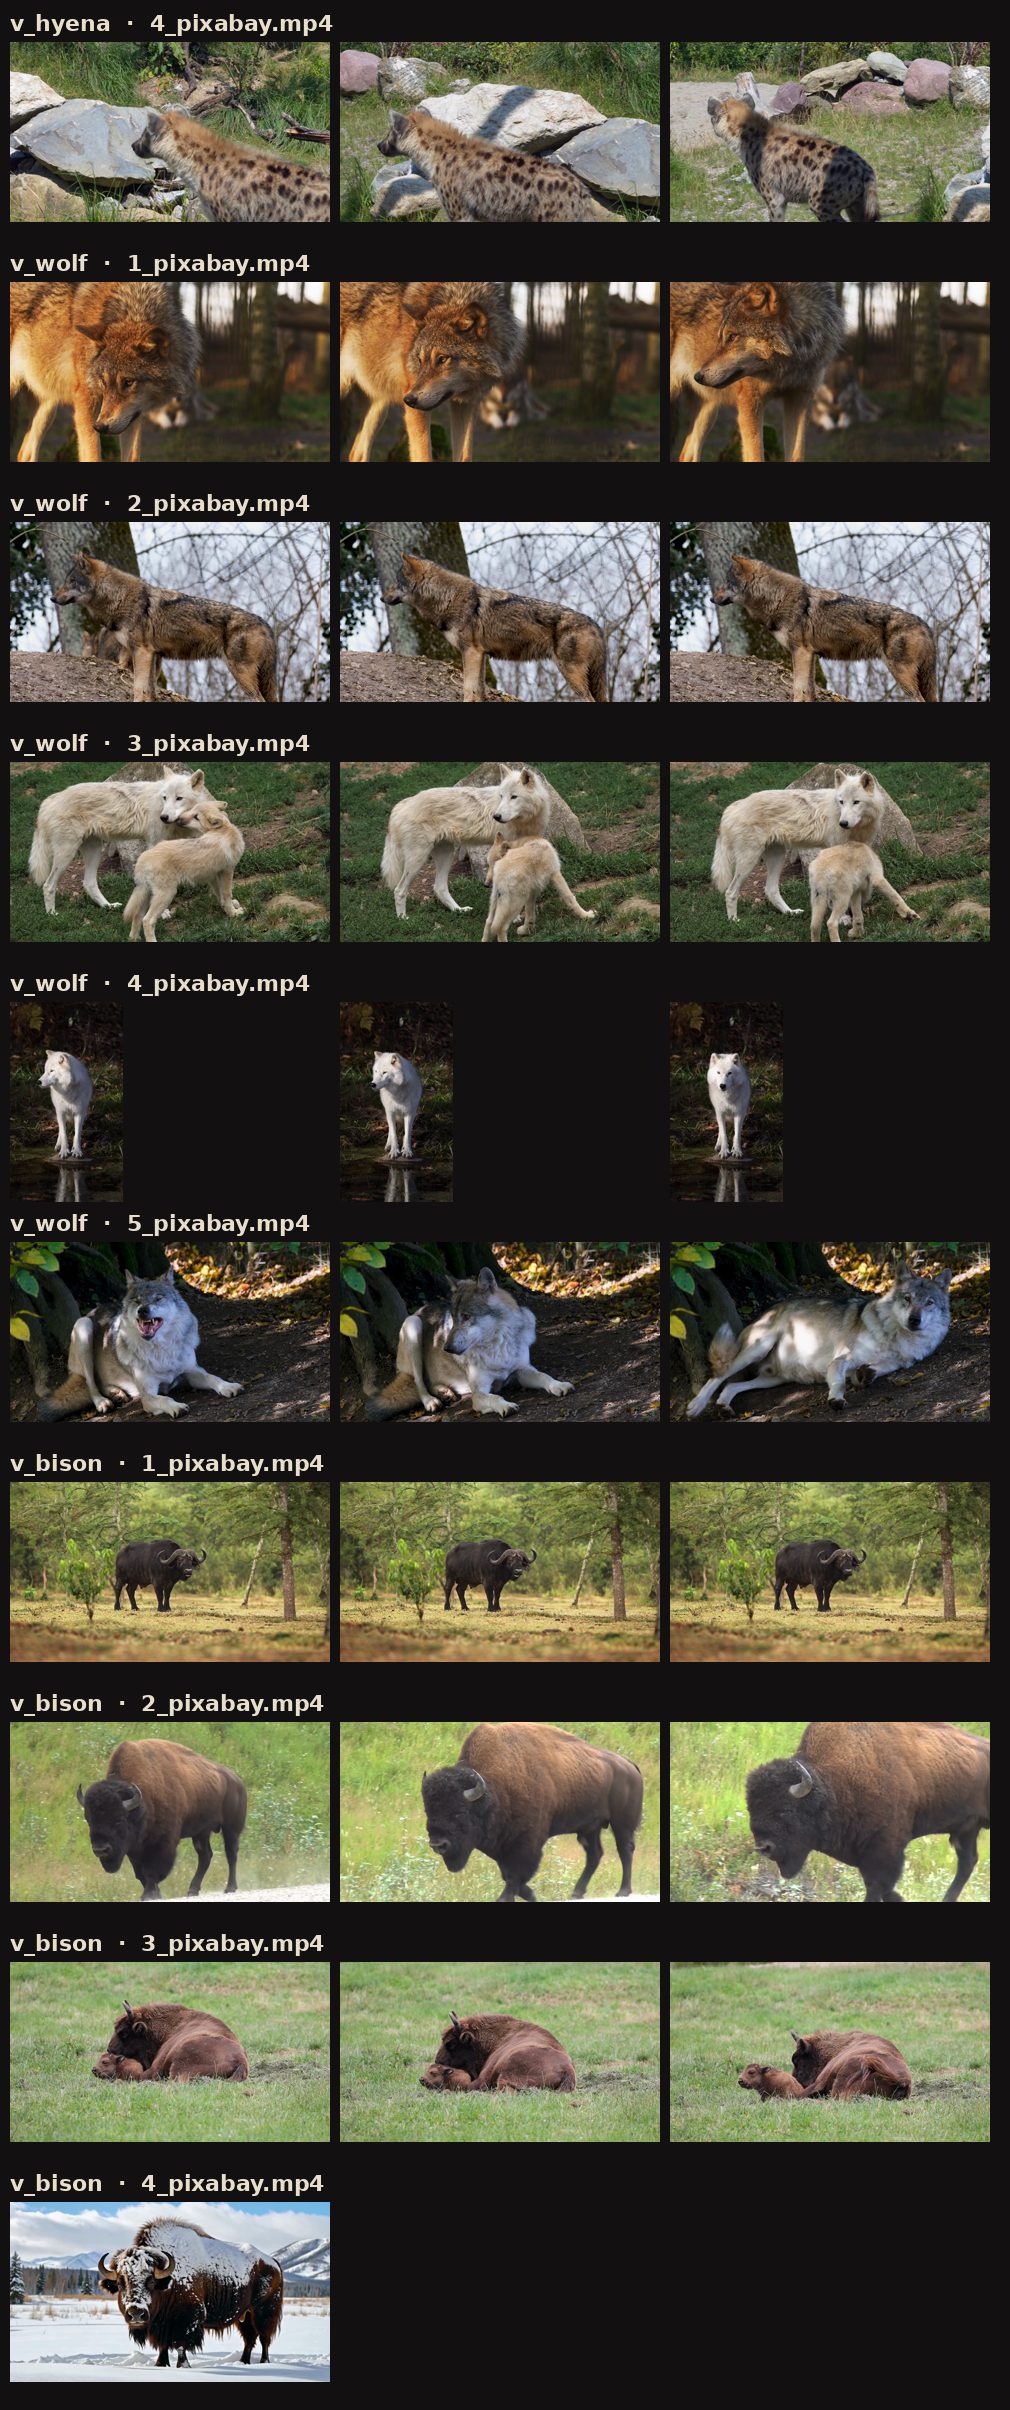 v_hyena · 4_pixabay.mp4
v_wolf · 1_pixabay.mp4
v_wolf · 2_pixabay.mp4
v_wolf · 3_pixabay.mp4
v_wolf · 4_pixabay.mp4
v_wolf · 5_pixabay.mp4
v_bison · 1_pixabay.mp4
v_bison · 2_pixabay.mp4
v_bison · 3_pixabay.mp4
v_bison · 4_pixabay.mp4